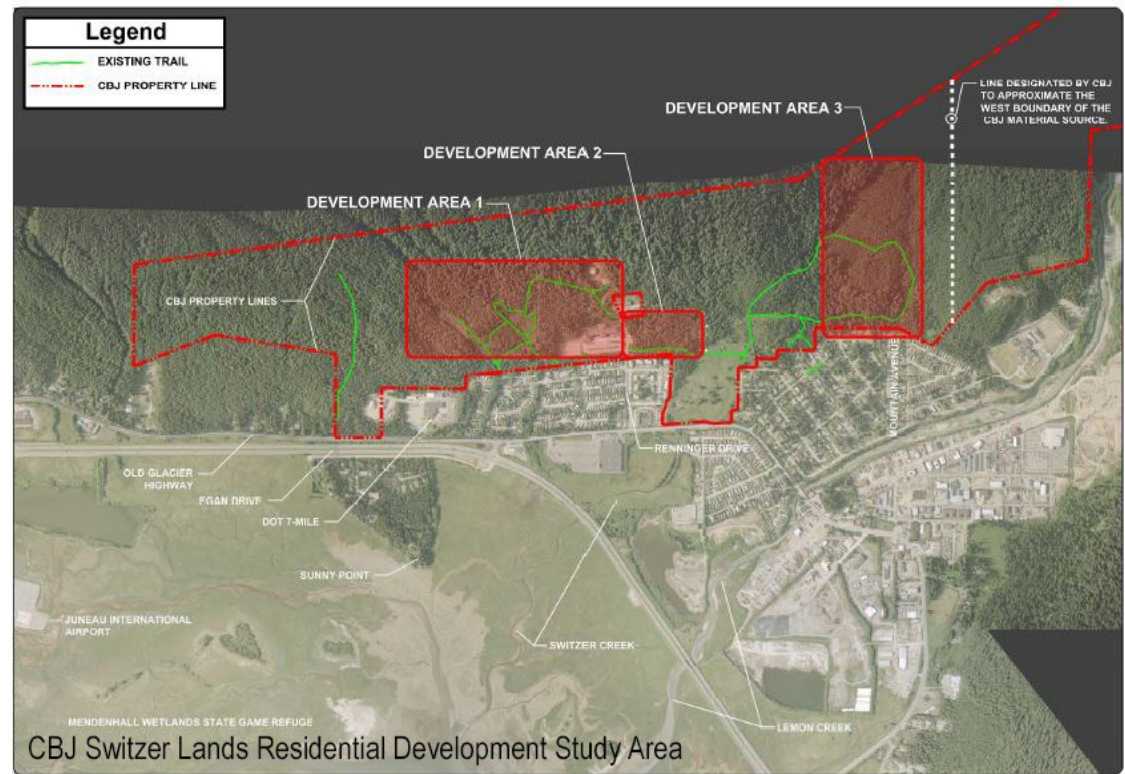 Legend
EXISTING TRAIL
CBJ PROPERTY LINE
LINE DESIGNATED BY CBJ
TO APPROXIMATE THE
WEST BOUNDARY OF THE
CBJ MATERIAL SOURCE.
DEVELOPMENT AREA 3
DEVELOPMENT AREA 2
DEVELOPMENT AREA 1
CBJ PROPERTY LINES
MOUNTAIN AVENUE
RENNINGER DRIVE
OLD GLACIER
HIGHWAY
EGAN DRIVE
DOT 7-MILE
SUNNY POINT
JUNEAU INTERNATIONAL
AIRPORT
SWITZER CREEK
MENDENHALL WETLANDS STATE GAME REFUGE
LEMON CREEK
CBJ Switzer Lands Residential Development Study Area